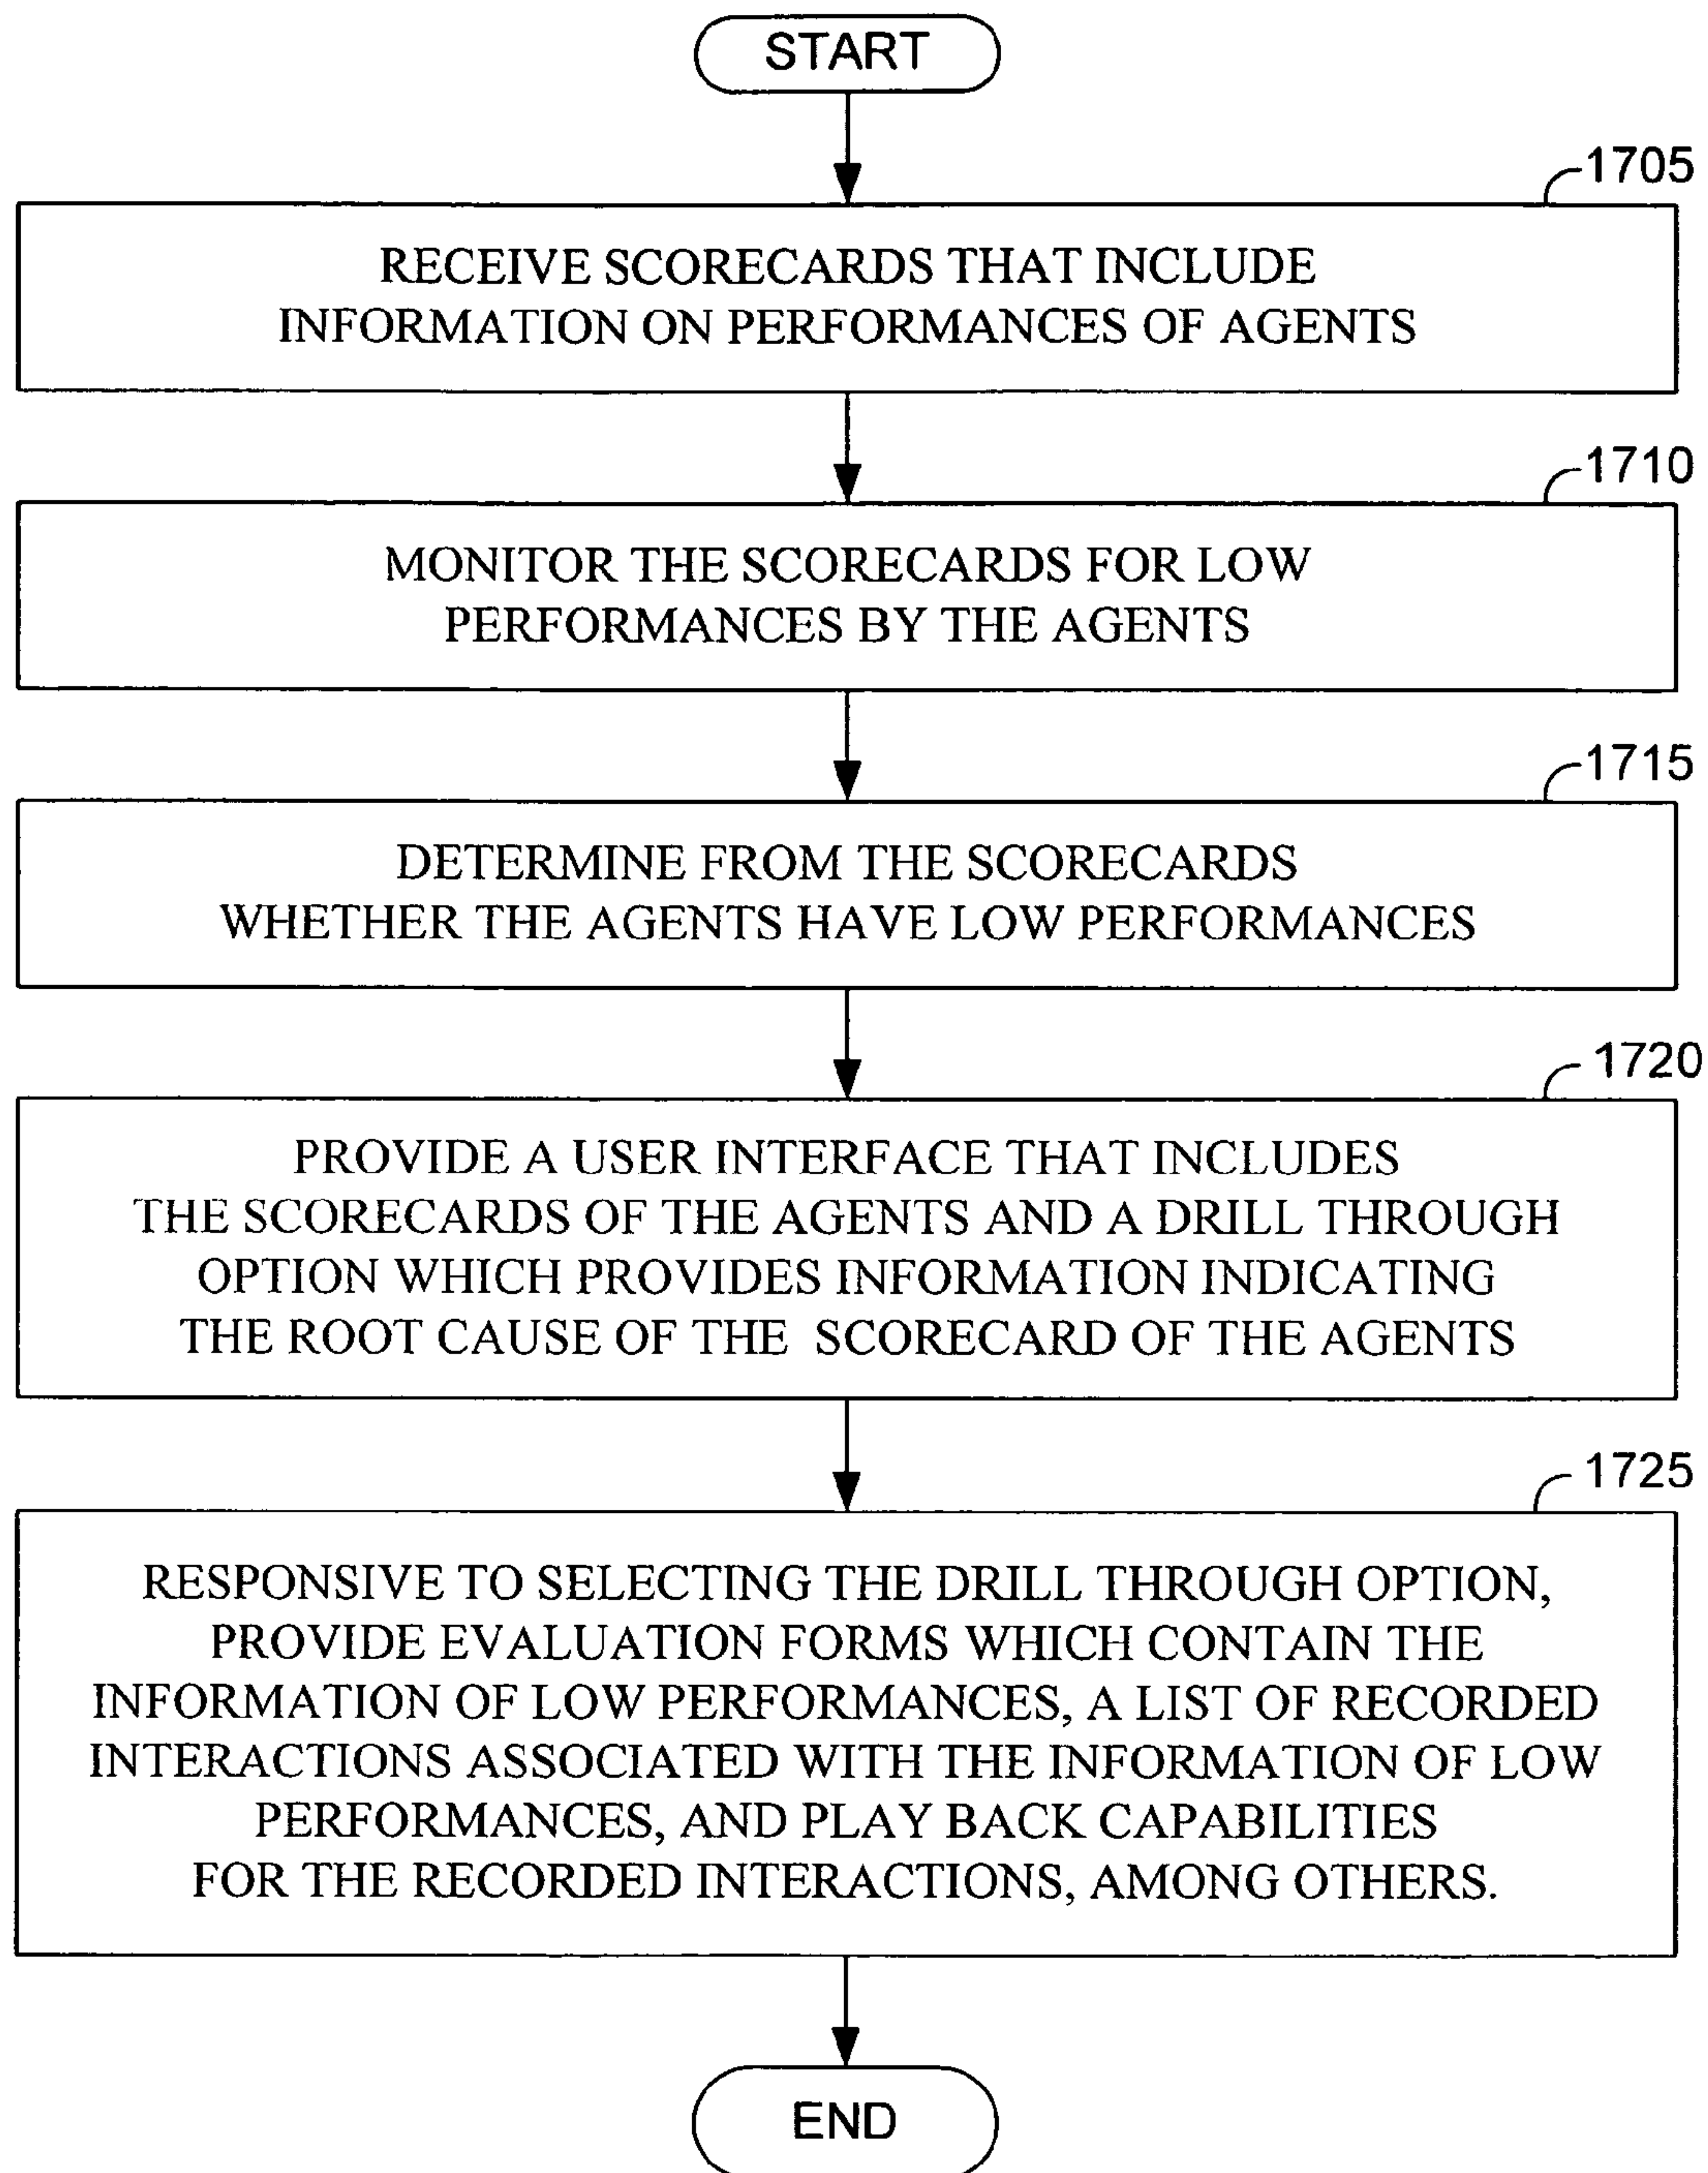 START
1705
RECEIVE SCORECARDS THAT INCLUDE
INFORMATION ON PERFORMANCES OF AGENTS
1710
MONITOR THE SCORECARDS FOR LOW
PERFORMANCES BY THE AGENTS
1715
DETERMINE FROM THE SCORECARDS
WHETHER THE AGENTS HAVE LOW PERFORMANCES
1720
PROVIDE A USER INTERFACE THAT INCLUDES
THE SCORECARDS OF THE AGENTS AND A DRILL THROUGH
OPTION WHICH PROVIDES INFORMATION INDICATING
THE ROOT CAUSE OF THE SCORECARD OF THE AGENTS
1725
RESPONSIVE TO SELECTING THE DRILL THROUGH OPTION,
PROVIDE EVALUATION FORMS WHICH CONTAIN THE
INFORMATION OF LOW PERFORMANCES, A LIST OF RECORDED
INTERACTIONS ASSOCIATED WITH THE INFORMATION OF LOW
PERFORMANCES, AND PLAY BACK CAPABILITIES
FOR THE RECORDED INTERACTIONS, AMONG OTHERS.
END